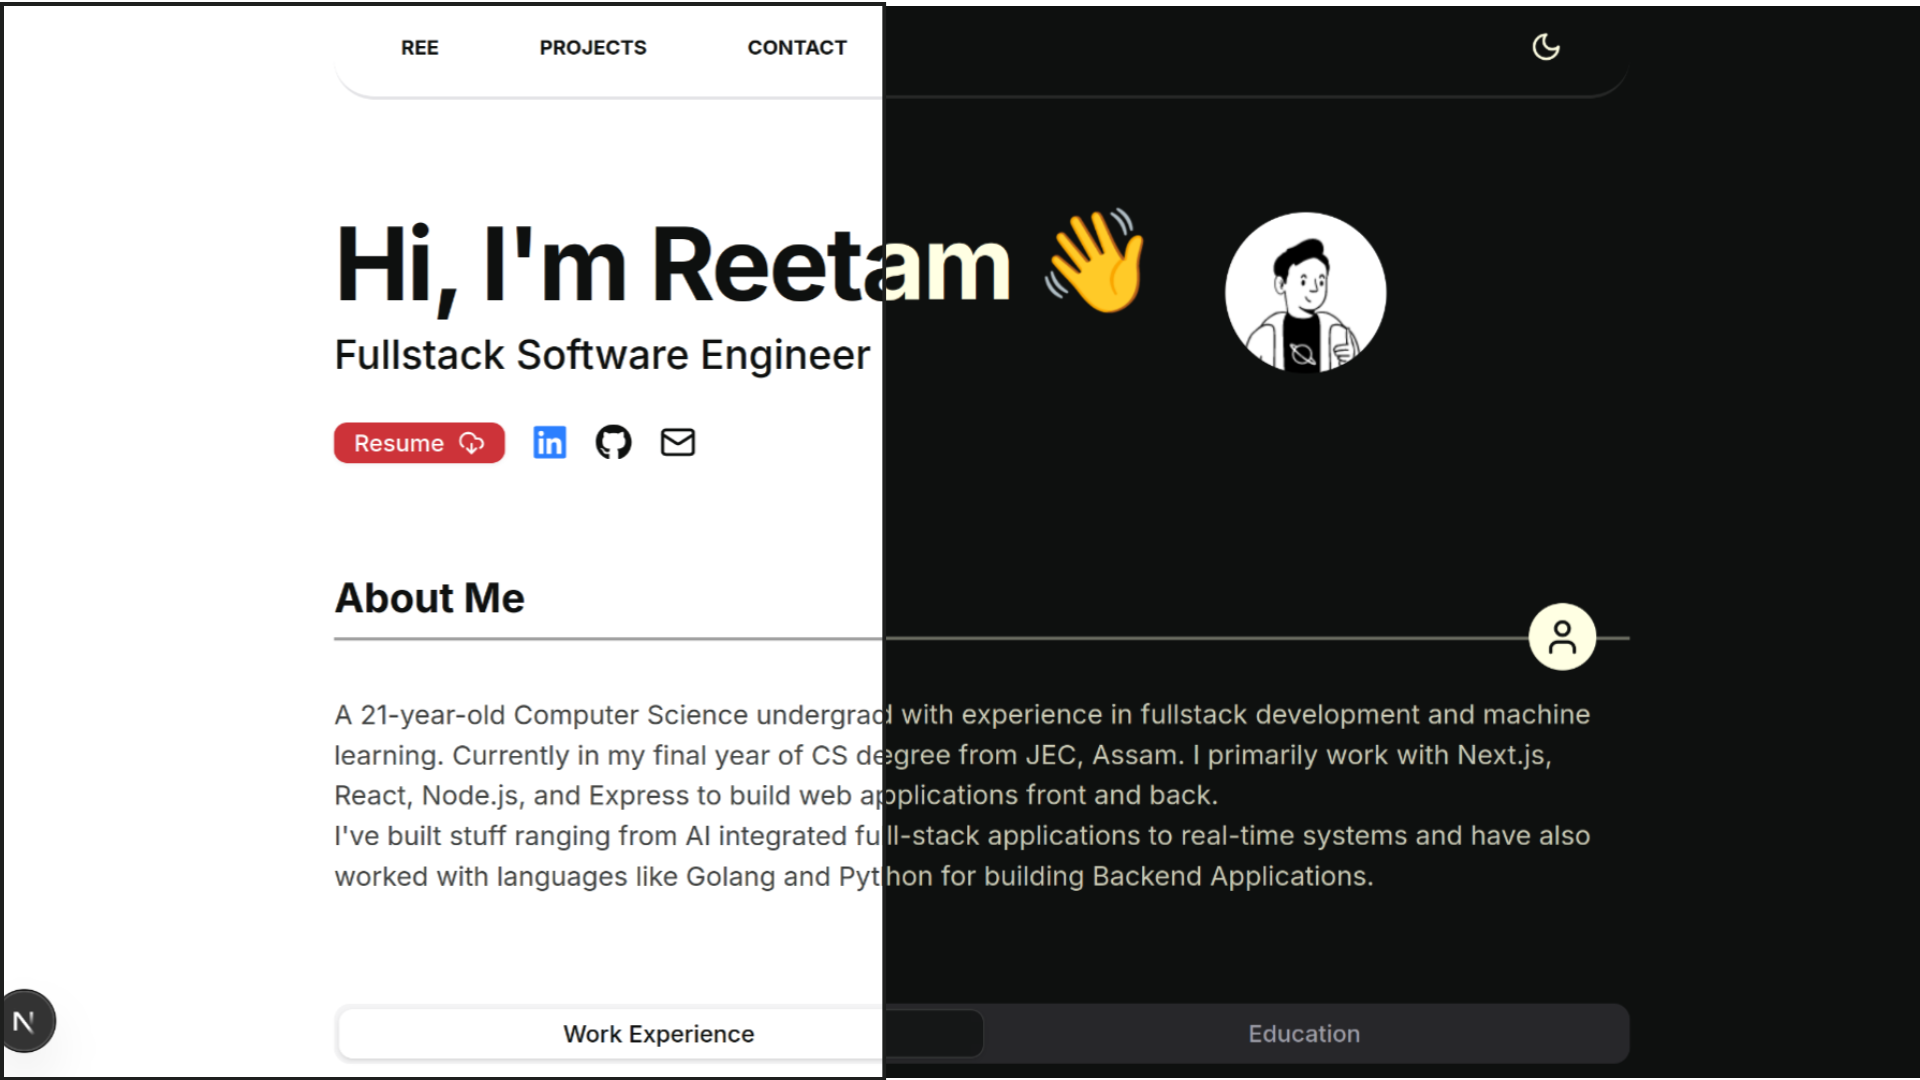 REE PROJECTS CONTACT
Hi, I'm Reetam 👋
Fullstack Software Engineer
Resume in
About Me
A 21-year-old Computer Science undergrad with experience in fullstack development and machine
learning. Currently in my final year of CS degree from JEC, Assam. I primarily work with Next.js,
React, Node.js, and Express to build web applications front and back.
I've built stuff ranging from AI integrated full-stack applications to real-time systems and have also
worked with languages like Golang and Python for building Backend Applications.
N
Work Experience Education